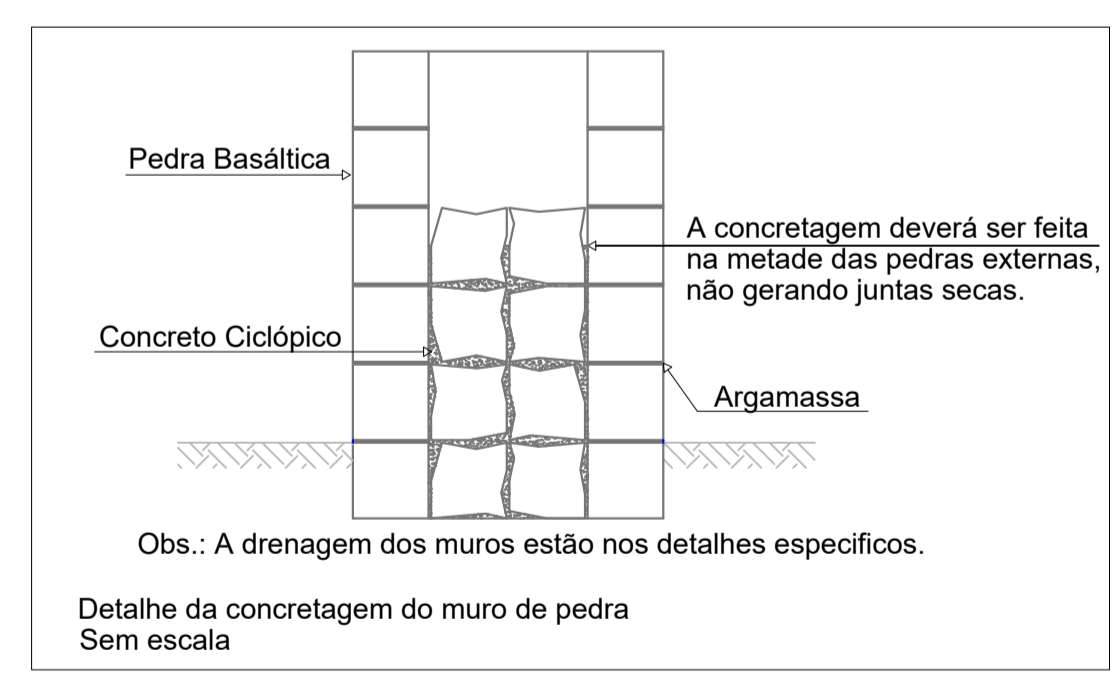 Pedra Basáltica
A concretagem deverá ser feita
na metade das pedras externas,
não gerando juntas secas.
Concreto Ciclópico
Argamassa
Obs.: A drenagem dos muros estão nos detalhes especificos.
Detalhe da concretagem do muro de pedra
Sem escala